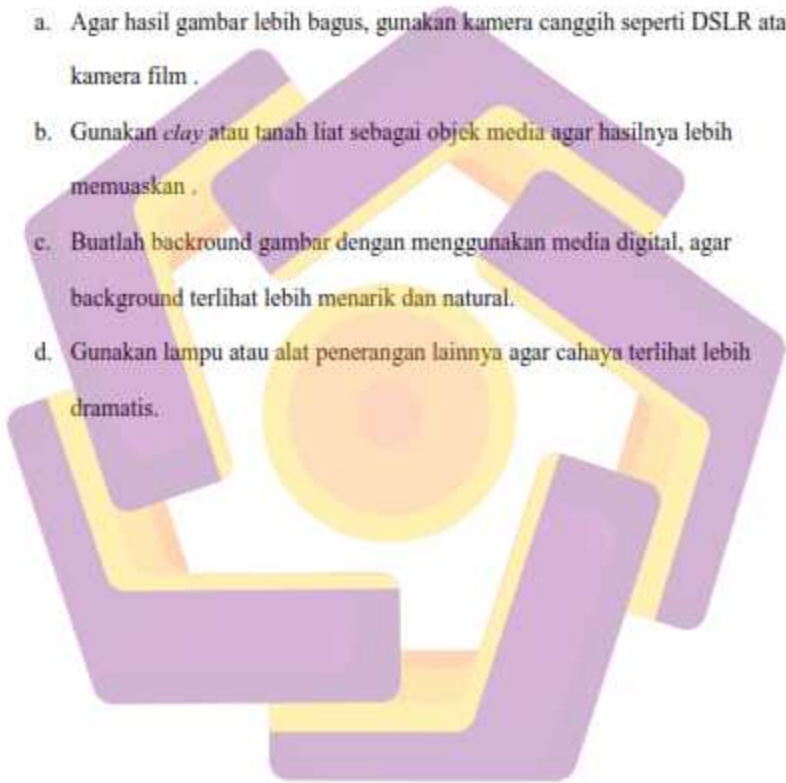 a. Agar hasil gambar lebih bagus, gunakan kamera canggih seperti DSLR ata
kamera film .
b. Gunakan clay atau tanah liat sebagai objek media agar hasilnya lebih
memuaskan .
c. Buatlah backround gambar dengan menggunakan media digital, agar
background terlihat lebih menarik dan natural.
d. Gunakan lampu atau alat penerangan lainnya agar cahaya terlihat lebih
dramatis.